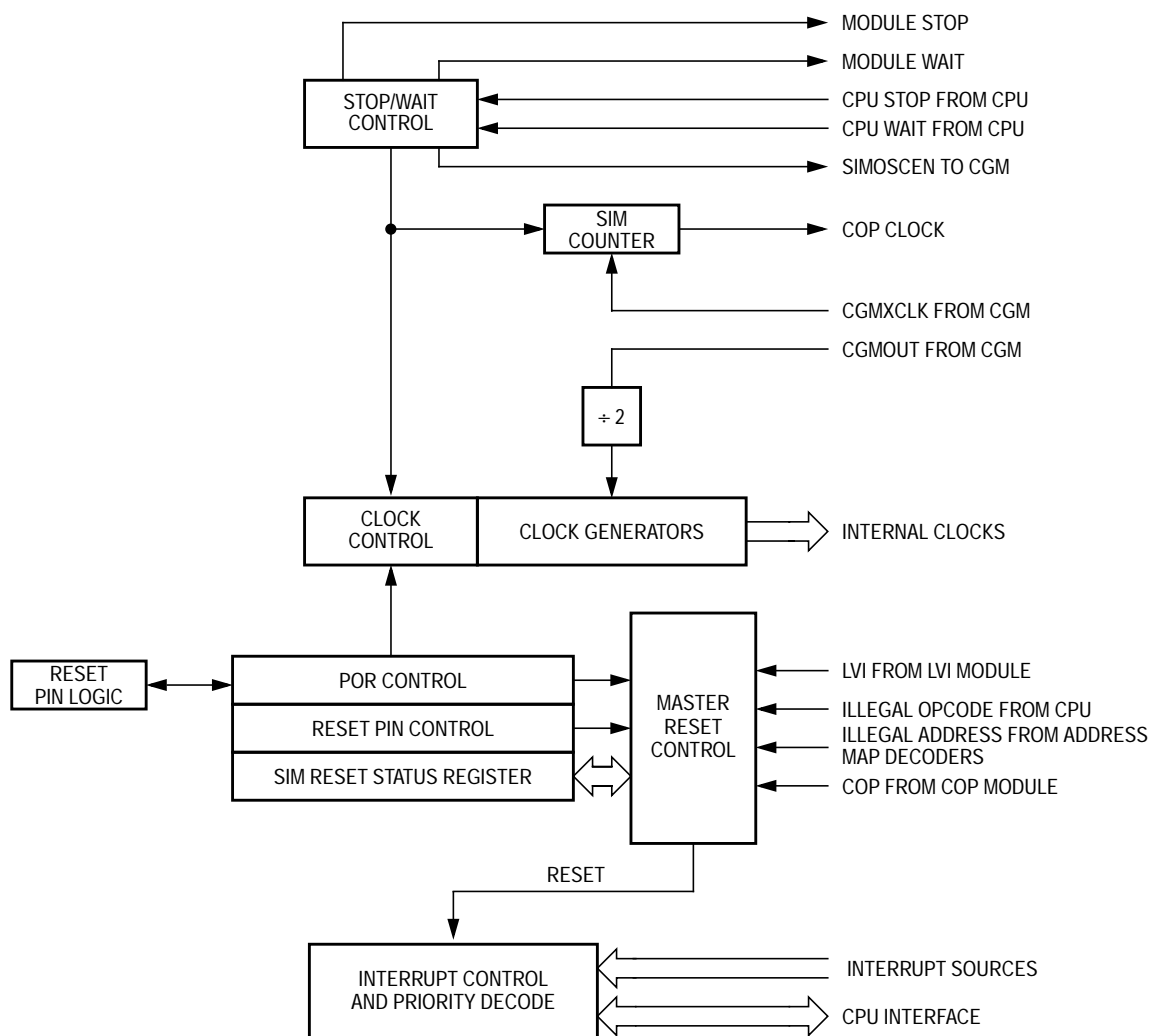 MODULE STOP
MODULE WAIT
STOP/WAIT
CONTROL
CPU STOP FROM CPU
CPU WAIT FROM CPU
SIMOSCEN TO CGM
SIM
COUNTER
COP CLOCK
CGMXCLK FROM CGM
CGMOUT FROM CGM
÷ 2
CLOCK
CONTROL
CLOCK GENERATORS
INTERNAL CLOCKS
RESET
PIN LOGIC
POR CONTROL
RESET PIN CONTROL
SIM RESET STATUS REGISTER
MASTER
RESET
CONTROL
LVI FROM LVI MODULE
ILLEGAL OPCODE FROM CPU
ILLEGAL ADDRESS FROM ADDRESS
MAP DECODERS
COP FROM COP MODULE
RESET
INTERRUPT CONTROL
AND PRIORITY DECODE
INTERRUPT SOURCES
CPU INTERFACE